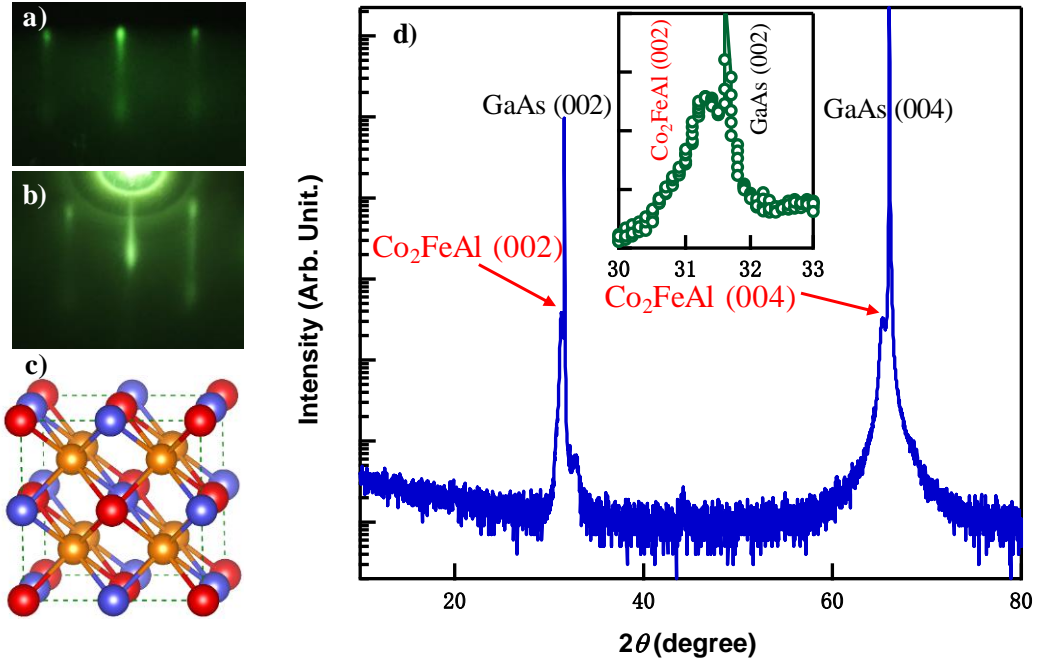 a)
b)
c)
d)
Co₂FeAl (002)
GaAs (002)
GaAs (002)
GaAs (004)
Co₂FeAl (002)
30 31 32 33
Co₂FeAl (004)
Intensity (Arb. Unit.)
20 40 60 80
2θ (degree)